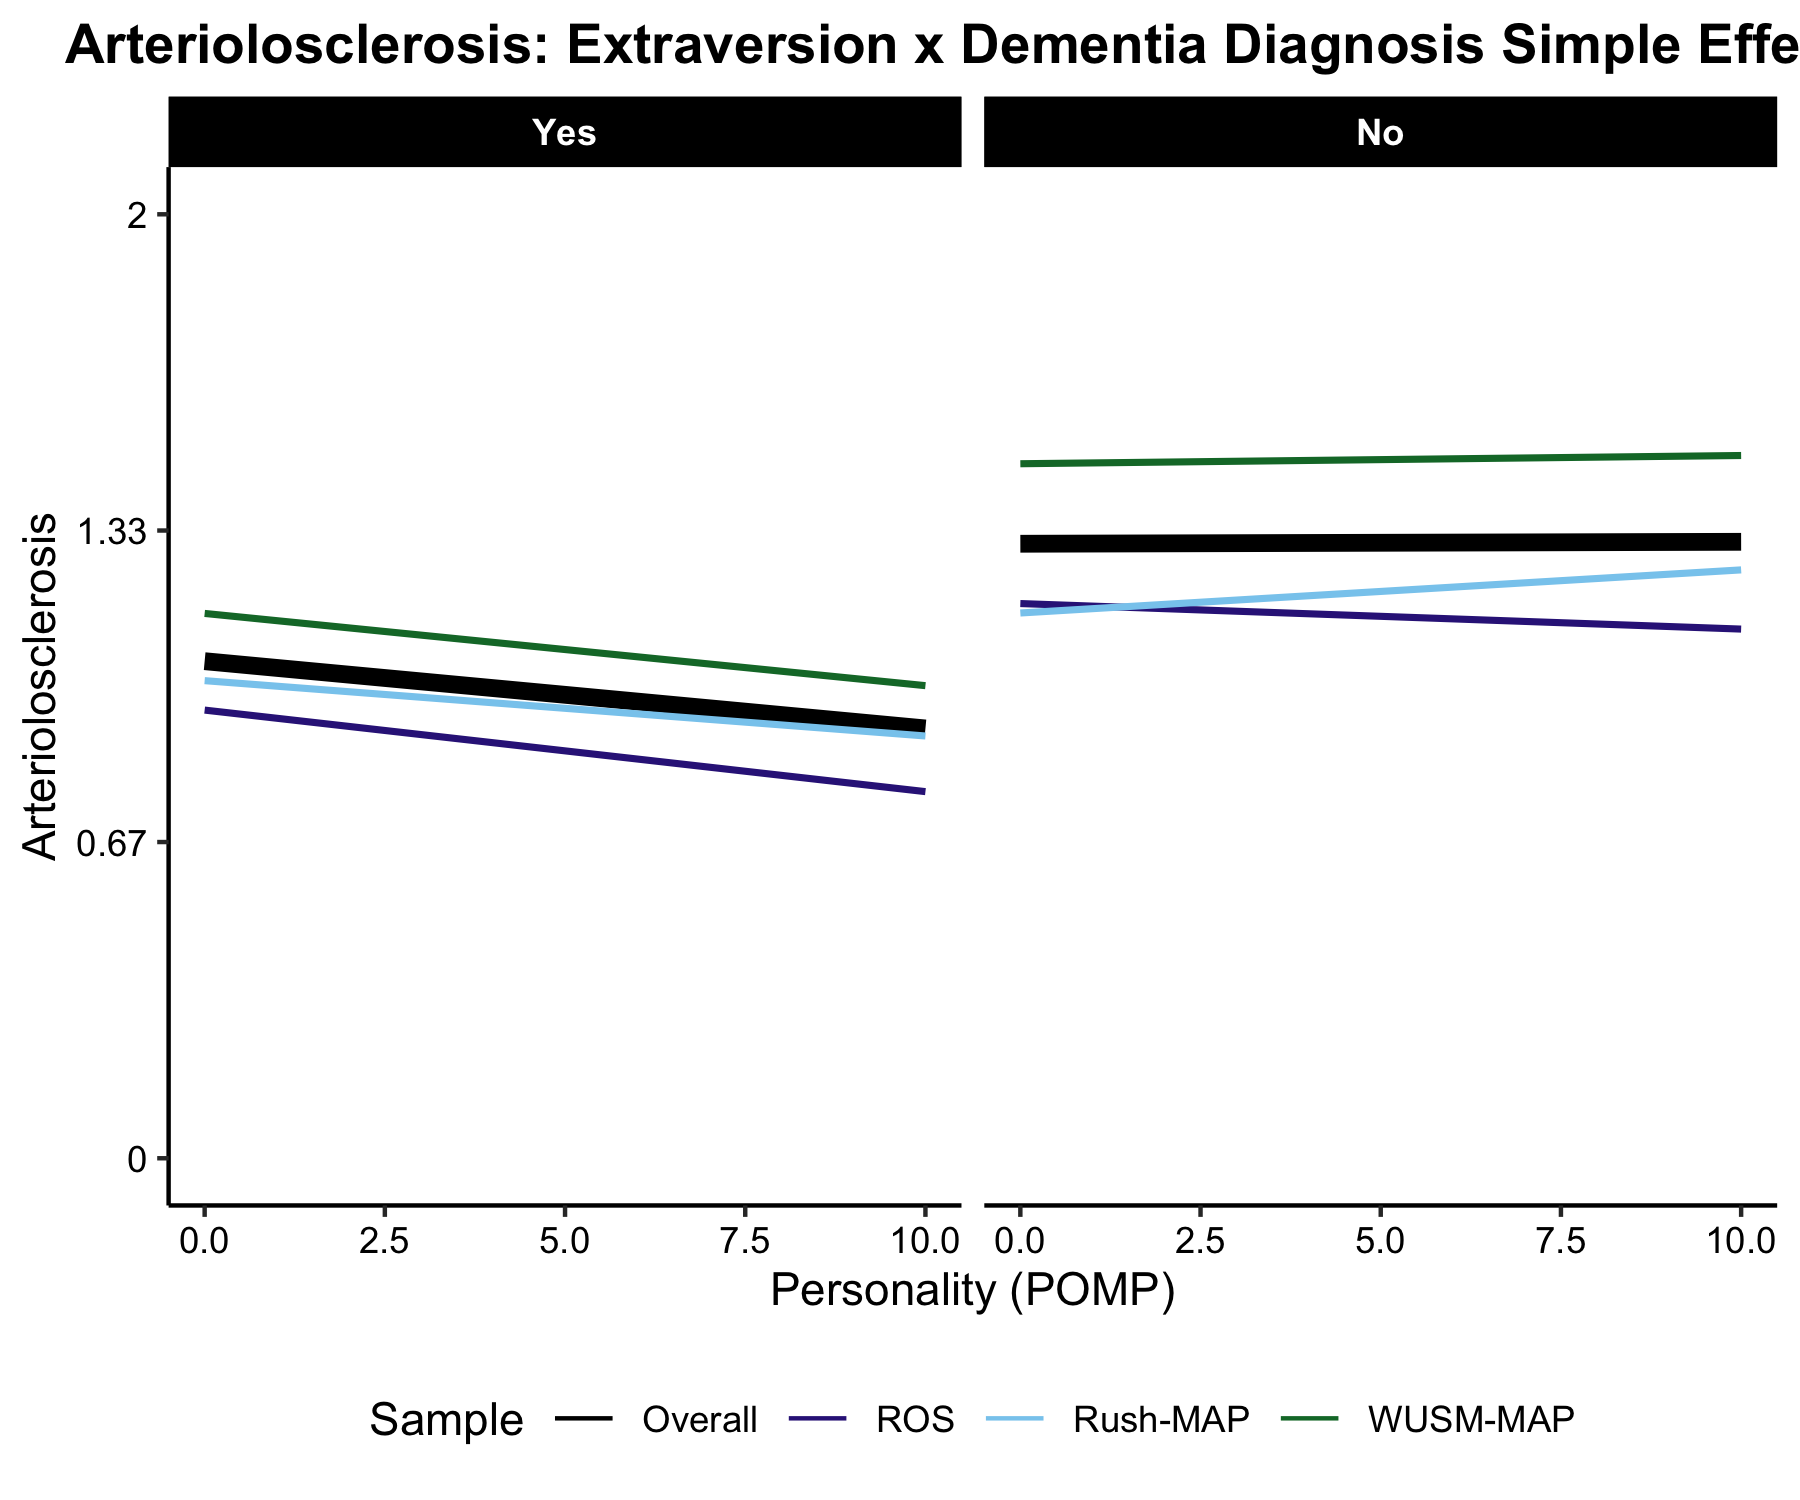 Arteriolosclerosis: Extraversion x Dementia Diagnosis Simple Effe
Yes No
2
1.33
0.67
0
Arteriolosclerosis
0.0 2.5 5.0 7.5 10.0 0.0 2.5 5.0 7.5 10.0
Personality (POMP)
Sample Overall ROS Rush-MAP WUSM-MAP